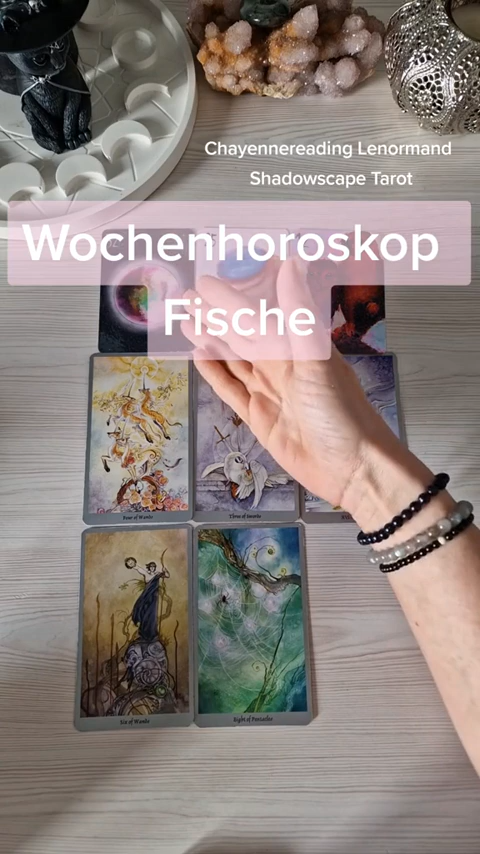 Chayennereading Lenormand
Shadowscape Tarot
Wochenhoroskop
Fische
Four of Wands
Three of Swords
Six of Wands
Eight of Pentacles